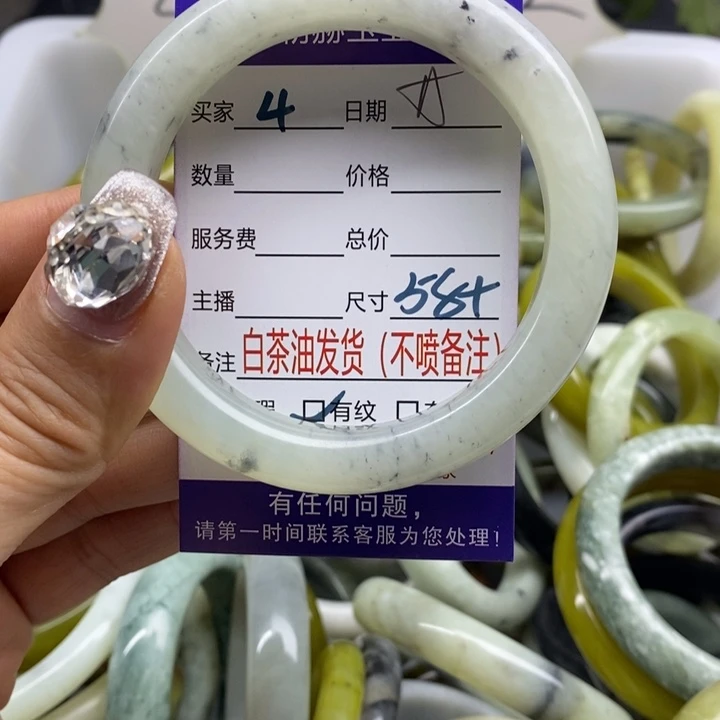 买家 4 日期
数量 价格
服务费 总价
主播 尺寸 58+
备注 白茶油发货（不喷备注）
有纹
有任何问题，
请第一时间联系客服为您处理！